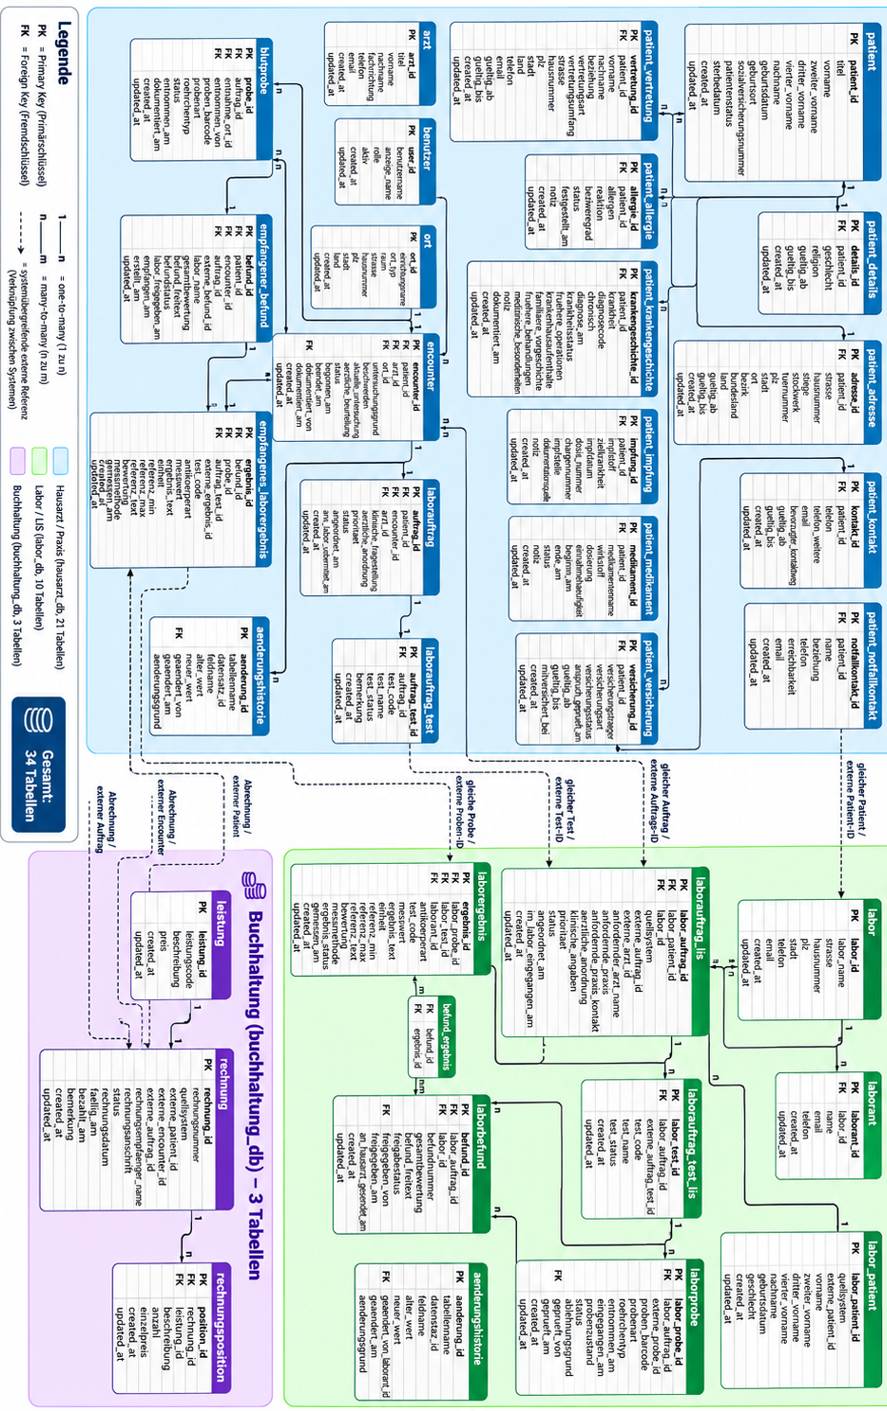 patient
PK patient_id
titel
vorname
zweiter_vorname
dritter_vorname
vierter_vorname
nachname
geburtsdatum
geburtsort
sozialversicherungsnummer
patientenstatus
sterbedatum
created_at
updated_at
patient_details
PK details_id
FK patient_id
geschlecht
religion
gueltig_ab
gueltig_bis
created_at
updated_at
patient_adresse
PK adresse_id
FK patient_id
strasse
hausnummer
stiege
stockwerk
tuernummer
plz
ort
stadt
bezirk
bundesland
land
gueltig_ab
gueltig_bis
created_at
updated_at
patient_kontakt
PK kontakt_id
FK patient_id
telefon
telefon_weitere
email
bevorzugter_kontaktweg
gueltig_ab
gueltig_bis
created_at
updated_at
patient_notfallkontakt
PK notfallkontakt_id
FK patient_id
name
beziehung
telefon
erreichbarkeit
email
created_at
updated_at
patient_vertretung
PK vertretung_id
FK patient_id
vorname
nachname
beziehung
vertretungsart
vertretungsumfang
strasse
hausnummer
plz
stadt
land
telefon
email
gueltig_ab
gueltig_bis
created_at
updated_at
patient_allergie
PK allergie_id
FK patient_id
allergen
reaktion
beziweregrad
status
festgestellt_am
notiz
created_at
updated_at
patient_krankengeschichte
PK krankengeschichte_id
FK patient_id
krankheit
diagnosecode
diagnose_am
chronisch
krankheitsstatus
fruehere_operationen
krankenhausaufenthalte
familiaere_vorgeschichte
fruehere_behandlungen
medizinische_besonderheiten
notiz
dokumentiert_am
created_at
updated_at
patient_impfung
PK impfung_id
FK patient_id
impfstoff
zielkrankheit
impfdatum
dosis_nummer
chargennummer
impfstelle
dokumentationsquelle
notiz
created_at
updated_at
patient_medikament
PK medikament_id
FK patient_id
medikamentenname
wirkstoff
dosierung
einnahmehaeufigkeit
beginn_am
ende_am
status
notiz
created_at
updated_at
patient_versicherung
PK versicherung_id
FK patient_id
versicherungstraeger
versicherungsart
versicherungsstatus
anspruch_geprueft_am
gueltig_ab
gueltig_bis
mitversichert_bei
created_at
updated_at
arzt
PK arzt_id
titel
vorname
nachname
fachrichtung
telefon
email
created_at
updated_at
benutzer
PK user_id
benutzername
anzeige_name
rolle
aktiv
created_at
updated_at
ort
PK ort_id
einrichtungname
ort_typ
raum
strasse
hausnummer
plz
stadt
land
created_at
updated_at
encounter
PK encounter_id
FK patient_id
FK arzt_id
FK ort_id
untersuchungsgrund
beschwerden
aktuelle_untersuchung
aerztliche_beurteilung
status
begonnen_am
beendet_am
FK dokumentiert_von
dokumentiert_am
created_at
updated_at
laborauftrag
PK auftrag_id
FK patient_id
FK encounter_id
FK arzt_id
klinische_fragestellung
aerztliche_anordnung
prioritaet
status
angeordnet_am
ans_labor_uebermittelt_am
created_at
updated_at
laborauftrag_test
PK auftrag_test_id
FK auftrag_id
test_code
test_name
test_status
bemerkung
created_at
updated_at
blutprobe
PK probe_id
FK auftrag_id
FK entnahme_ort_id
FK entnommen_von
proben_barcode
probenart
roehrchentyp
status
entnommen_am
dokumentiert_am
created_at
updated_at
empfangener_befund
PK befund_id
FK patient_id
FK encounter_id
FK auftrag_id
externe_befund_id
labor_name
gesamtbewertung
befund_freitext
befundstatus
labor_freigegeben_am
empfangen_am
erstellt_am
updated_at
empfangenes_laborergebnis
PK ergebnis_id
FK befund_id
FK probe_id
FK auftrag_test_id
externe_ergebnis_id
test_code
antikoerperart
messwert
ergebnis_text
einheit
referenz_min
referenz_max
referenz_text
bewertung
messmethode
gemessen_am
created_at
updated_at
aenderungshistorie
PK aenderung_id
tabellenname
datensatz_id
feldname
alter_wert
neuer_wert
FK geaendert_von
geaendert_am
aenderungsgrund
Legende
PK = Primary Key (Primärschlüssel)
FK = Foreign Key (Fremdschlüssel)
1 n = one-to-many (1 zu n)
n m = many-to-many (n zu n)
= systemübergreifende externe Referenz
(Verknüpfung zwischen Systemen)
Hausarzt / Praxis (hausarzt_db, 21 Tabellen)
Labor / LIS (labor_db, 10 Tabellen)
Buchhaltung (buchhaltung_db, 3 Tabellen)
Gesamt:
34 Tabellen
gleicher Patient /
externe Patient-ID
gleicher Auftrag /
externe Auftrags-ID
gleicher Test /
externe Test-ID
gleiche Probe /
externe Proben-ID
Abrechnung /
externer Patient
Abrechnung /
externer Encounter
Abrechnung /
externer Auftrag
labor
PK labor_id
labor_name
strasse
hausnummer
plz
stadt
telefon
email
created_at
updated_at
laborant
PK laborant_id
FK labor_id
name
email
telefon
created_at
updated_at
labor_patient
PK labor_patient_id
quellsystem
externe_patient_id
vorname
zweiter_vorname
dritter_vorname
vierter_vorname
nachname
geburtsdatum
geschlecht
created_at
updated_at
laborauftrag_lis
PK labor_auftrag_id
FK labor_patient_id
FK labor_id
quellsystem
externe_auftrag_id
externe_arzt_id
anfordernder_arzt_name
anfordernde_praxis
anfordernde_praxis_kontakt
aerztliche_anordnung
klinische_angaben
prioritaet
status
angeordnet_am
im_labor_eingegangen_am
created_at
updated_at
laborauftrag_test_lis
PK labor_test_id
FK labor_auftrag_id
externe_auftrag_test_id
test_code
test_name
test_status
created_at
updated_at
laborprobe
PK labor_probe_id
FK labor_auftrag_id
externe_probe_id
proben_barcode
probenart
roehrchentyp
entnommen_am
eingegangen_am
probenzustand
status
ablehnungsgrund
FK geprueft_von
geprueft_am
created_at
updated_at
laborergebnis
PK ergebnis_id
FK labor_probe_id
FK labor_test_id
FK laborant_id
antikoerperart
test_code
messwert
ergebnis_text
einheit
referenz_min
referenz_max
referenz_text
bewertung
messmethode
ergebnis_status
gemessen_am
created_at
updated_at
befund_ergebnis
FK befund_id
FK ergebnis_id
laborbefund
PK befund_id
FK labor_auftrag_id
FK labor_id
befundnummer
gesamtbewertung
befund_freitext
freigabestatus
FK freigegeben_von
freigegeben_am
an_hausarzt_gesendet_am
created_at
updated_at
aenderungshistorie
PK aenderung_id
tabellenname
datenstaz_id
feldname
alter_wert
neuer_wert
FK geaendert_von_laborant_id
geaendert_am
aenderungsgrund
Buchhaltung (buchhaltung_db) – 3 Tabellen
leistung
PK leistung_id
leistungscode
beschreibung
preis
created_at
updated_at
rechnung
PK rechnung_id
rechnungsnummer
quellsystem
externe_patient_id
externe_encounter_id
externe_auftrag_id
rechnungsempfaenger_name
rechnungsanschrift
status
rechnungsdatum
faellig_am
bezahlt_am
bemerkung
created_at
updated_at
rechnungsposition
PK position_id
FK rechnung_id
FK leistung_id
beschreibung
anzahl
einzelpreis
created_at
updated_at